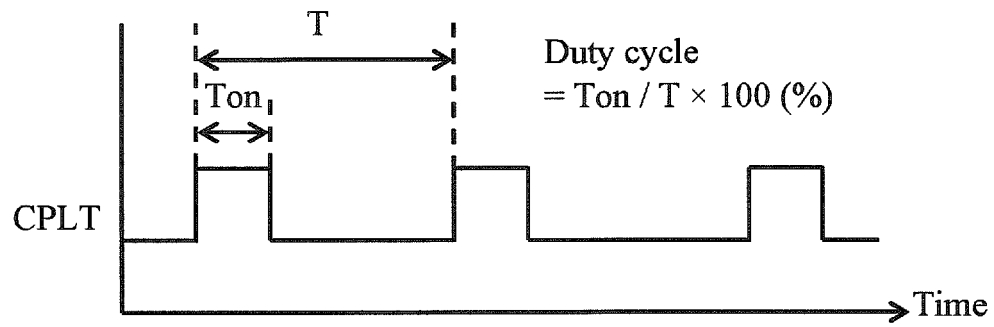 T
Duty cycle
= Ton / T × 100 (%)
Ton
CPLT
Time